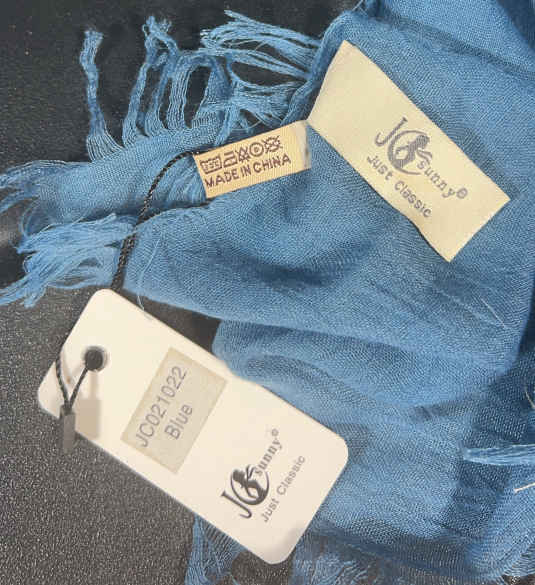 JC sunny®
Just Classic
MADE IN CHINA
JC021022
Blue
JC sunny®
Just Classic